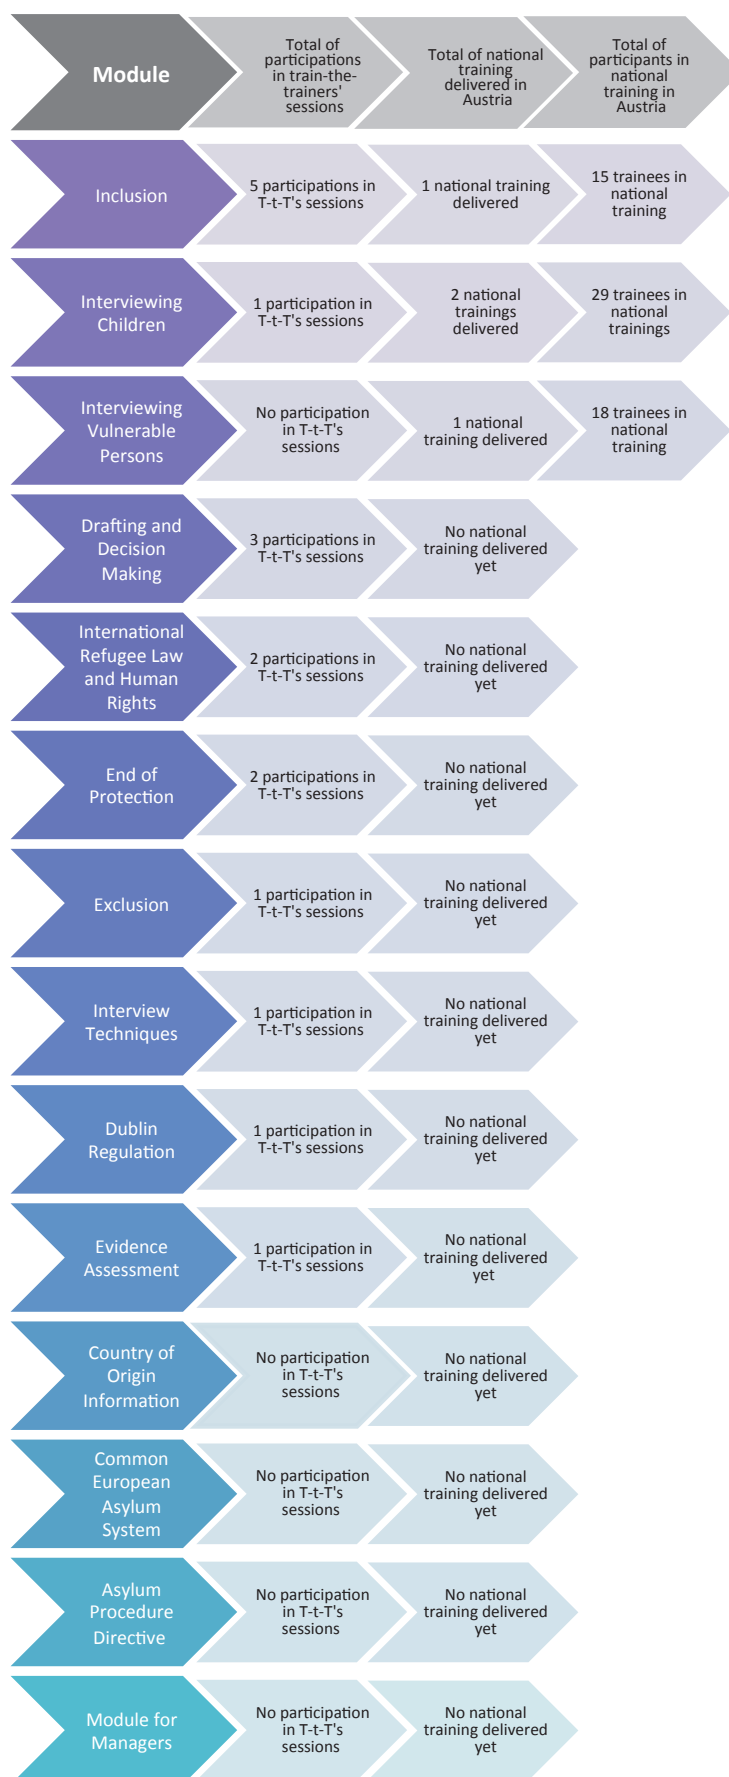 Module
Total of
participations
in train-the-
trainers'
sessions
Total of national
training
delivered in
Austria
Total of
participants in
national
training in
Austria
Inclusion
5 participations in
T-t-T's sessions
1 national training
delivered
15 trainees in
national
training
Interviewing
Children
1 participation in
T-t-T's sessions
2 national
trainings
delivered
29 trainees in
national
trainings
Interviewing
Vulnerable
Persons
No participation
in T-t-T's
sessions
1 national
training delivered
18 trainees in
national
training
Drafting and
Decision
Making
3 participations in
T-t-T's sessions
No national
training delivered
yet
International
Refugee Law
and Human
Rights
2 participations in
T-t-T's sessions
No national
training delivered
yet
End of
Protection
2 participations in
T-t-T's sessions
No national
training delivered
yet
Exclusion
1 participation in
T-t-T's sessions
No national
training delivered
yet
Interview
Techniques
1 participation in
T-t-T's sessions
No national
training delivered
yet
Dublin
Regulation
1 participation in
T-t-T's sessions
No national
training delivered
yet
Evidence
Assessment
1 participation in
T-t-T's sessions
No national
training delivered
yet
Country of
Origin
Information
No participation
in T-t-T's
sessions
No national
training delivered
yet
Common
European
Asylum
System
No participation
in T-t-T's
sessions
No national
training delivered
yet
Asylum
Procedure
Directive
No participation
in T-t-T's
sessions
No national
training delivered
yet
Module for
Managers
No participation
in T-t-T's
sessions
No national
training delivered
yet